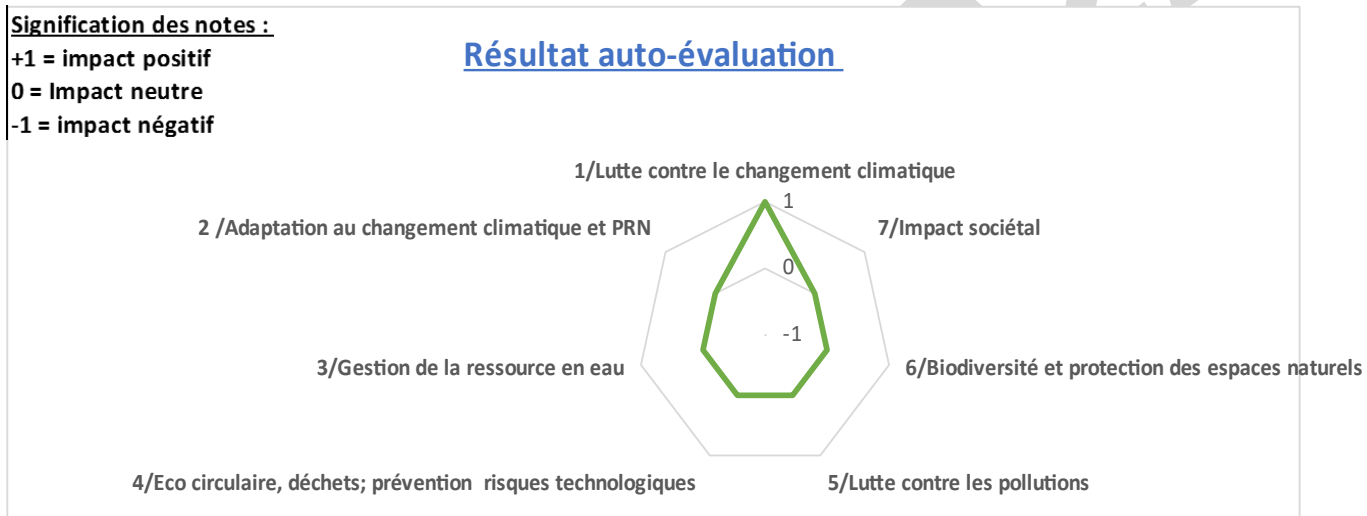 Signification des notes :
+1 = impact positif
0 = Impact neutre
-1 = impact négatif
Résultat auto-évaluation
1/Lutte contre le changement climatique
1
2 /Adaptation au changement climatique et PRN
7/Impact sociétal
0
-1
3/Gestion de la ressource en eau
6/Biodiversité et protection des espaces naturels
4/Eco circulaire, déchets; prévention  risques technologiques
5/Lutte contre les pollutions